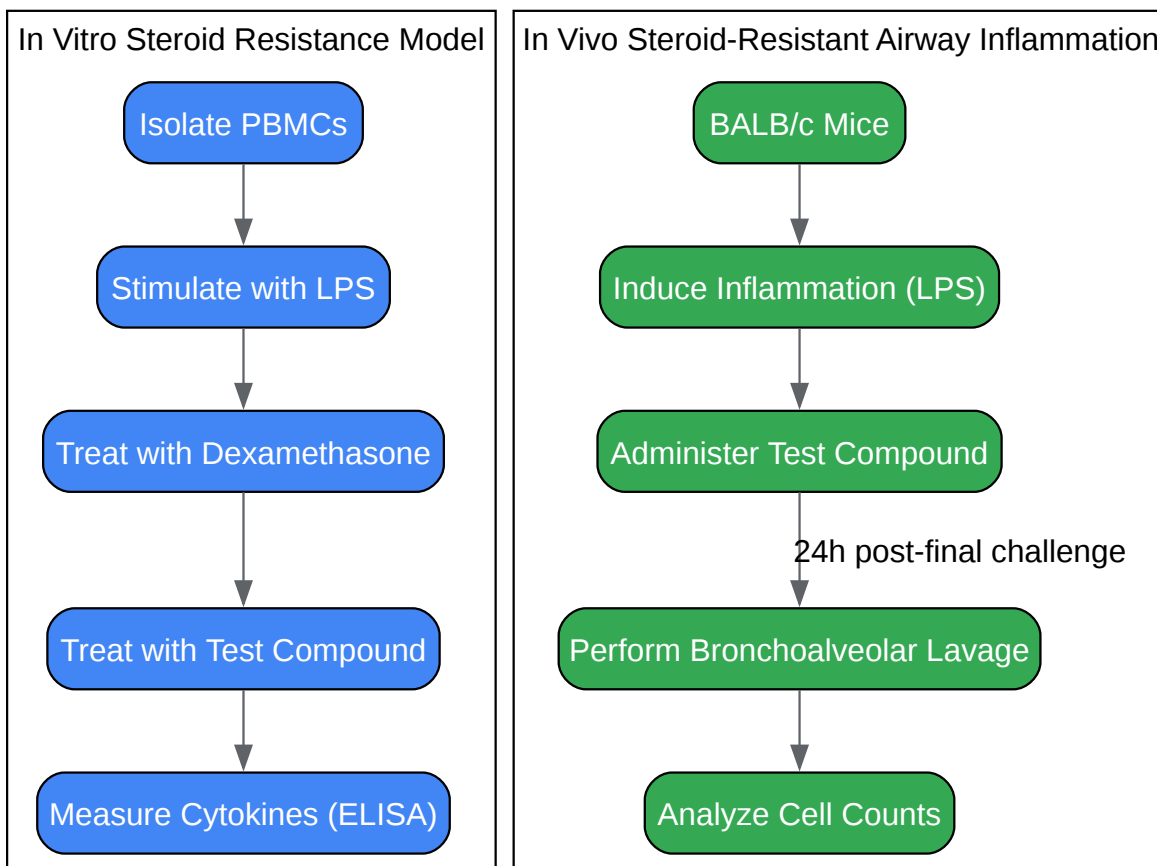 In Vitro Steroid Resistance Model
Isolate PBMCs
Stimulate with LPS
Treat with Dexamethasone
Treat with Test Compound
Measure Cytokines (ELISA)
In Vivo Steroid-Resistant Airway Inflammation
BALB/c Mice
Induce Inflammation (LPS)
Administer Test Compound
24h post-final challenge
Perform Bronchoalveolar Lavage
Analyze Cell Counts